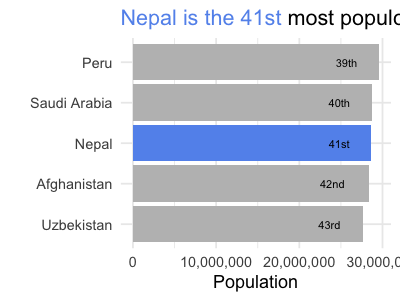 Nepal is the 41st most popul
Peru 39th
Saudi Arabia 40th
Nepal 41st
Afghanistan 42nd
Uzbekistan 43rd
0 10,000,000 20,000,000 30,000,0
Population